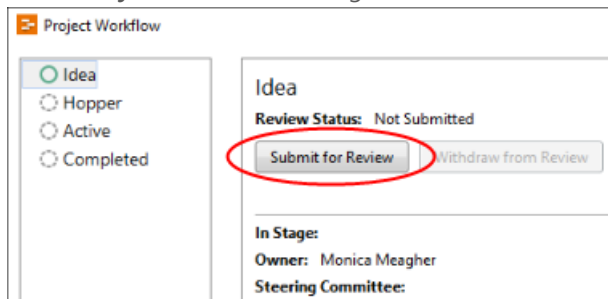 Project Workflow
Idea
Hopper
Active
Completed
Idea
Review Status: Not Submitted
Submit for Review Withdraw from Review
In Stage:
Owner: Monica Meagher
Steering Committee: